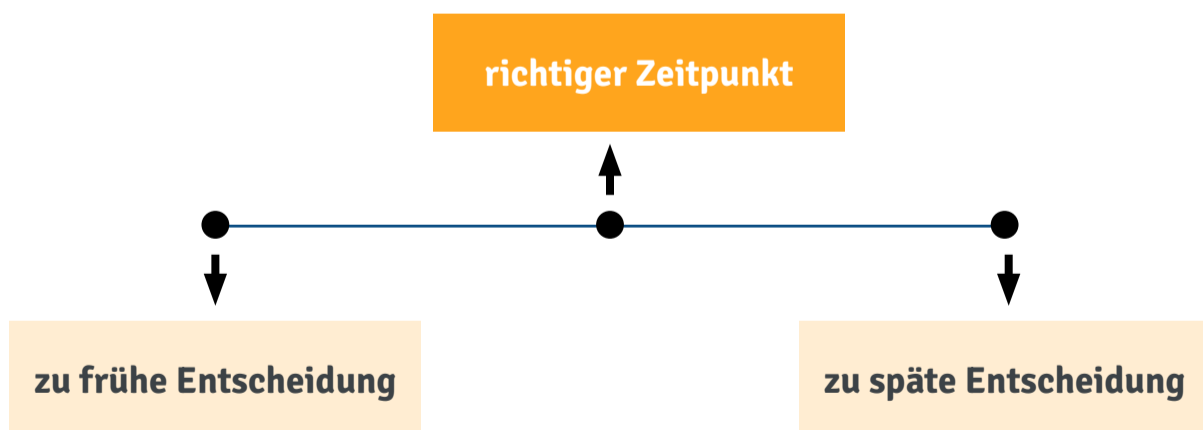 richtiger Zeitpunkt
zu frühe Entscheidung
zu späte Entscheidung